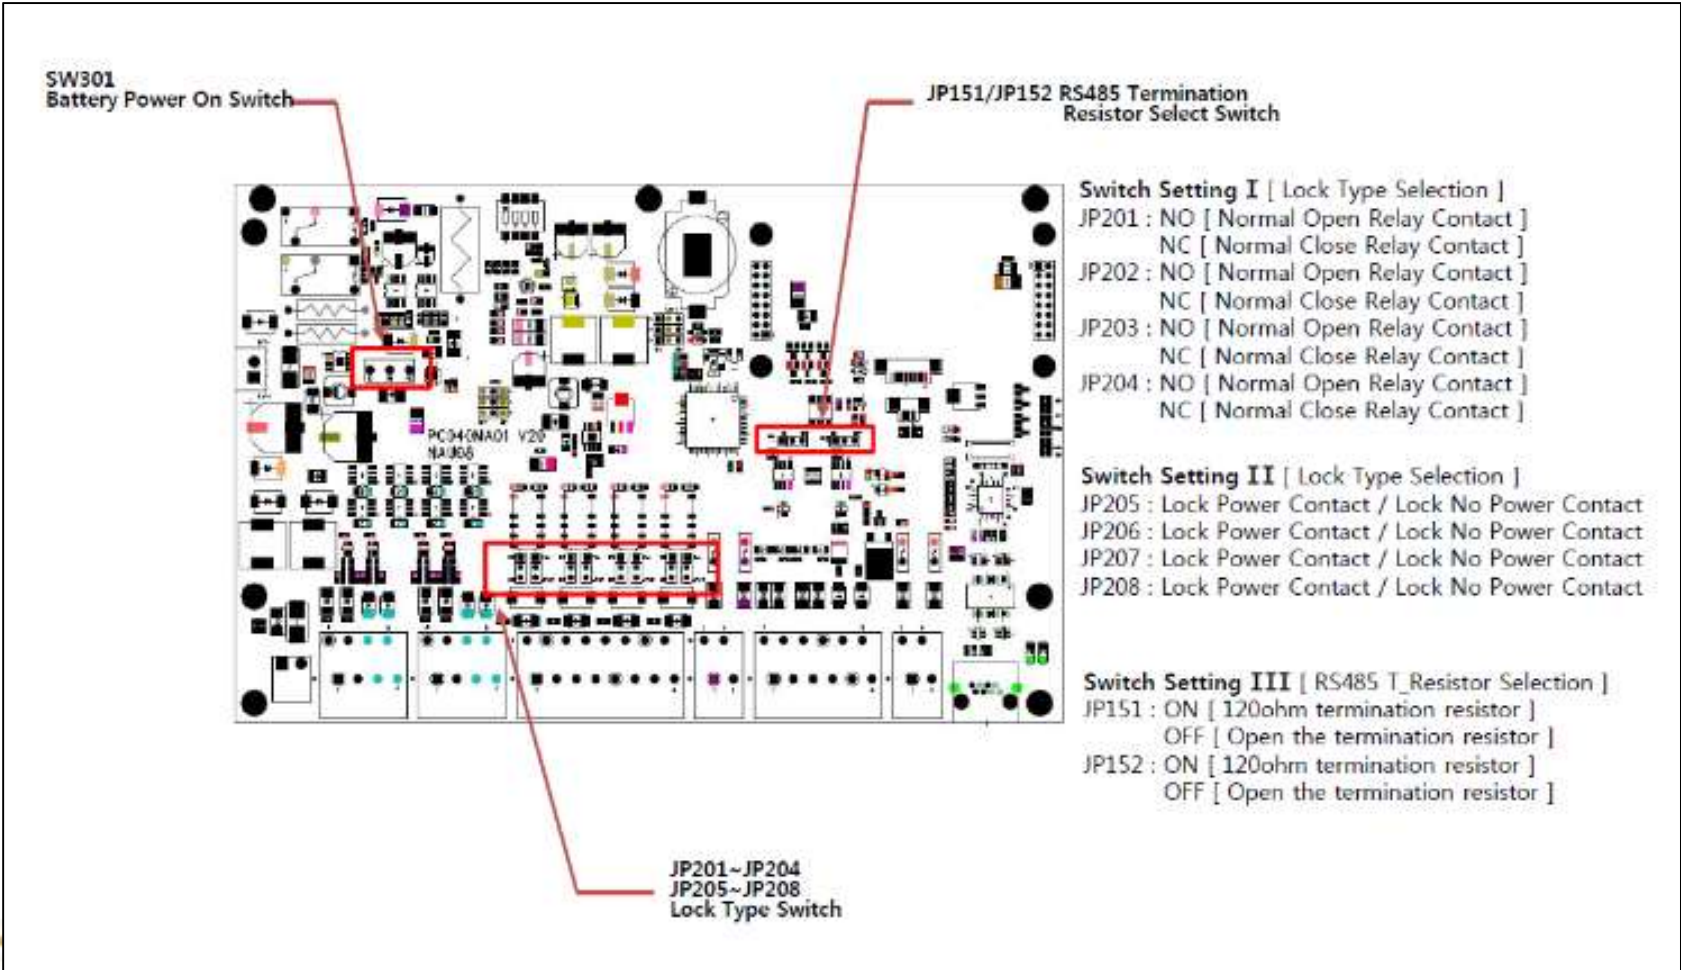 SW301
Battery Power On Switch
JP151/JP152 RS485 Termination
Resistor Select Switch
Switch Setting I [ Lock Type Selection ]
JP201 : NO [ Normal Open Relay Contact ]
NC [ Normal Close Relay Contact ]
JP202 : NO [ Normal Open Relay Contact ]
NC [ Normal Close Relay Contact ]
JP203 : NO [ Normal Open Relay Contact ]
NC [ Normal Close Relay Contact ]
JP204 : NO [ Normal Open Relay Contact ]
NC [ Normal Close Relay Contact ]
PC040NA01 V20
Switch Setting II [ Lock Type Selection ]
JP205 : Lock Power Contact / Lock No Power Contact
JP206 : Lock Power Contact / Lock No Power Contact
JP207 : Lock Power Contact / Lock No Power Contact
JP208 : Lock Power Contact / Lock No Power Contact
Switch Setting III [ RS485 T_Resistor Selection ]
JP151 : ON [ 120ohm termination resistor ]
OFF [ Open the termination resistor ]
JP152 : ON [ 120ohm termination resistor ]
OFF [ Open the termination resistor ]
JP201~JP204
JP205~JP208
Lock Type Switch